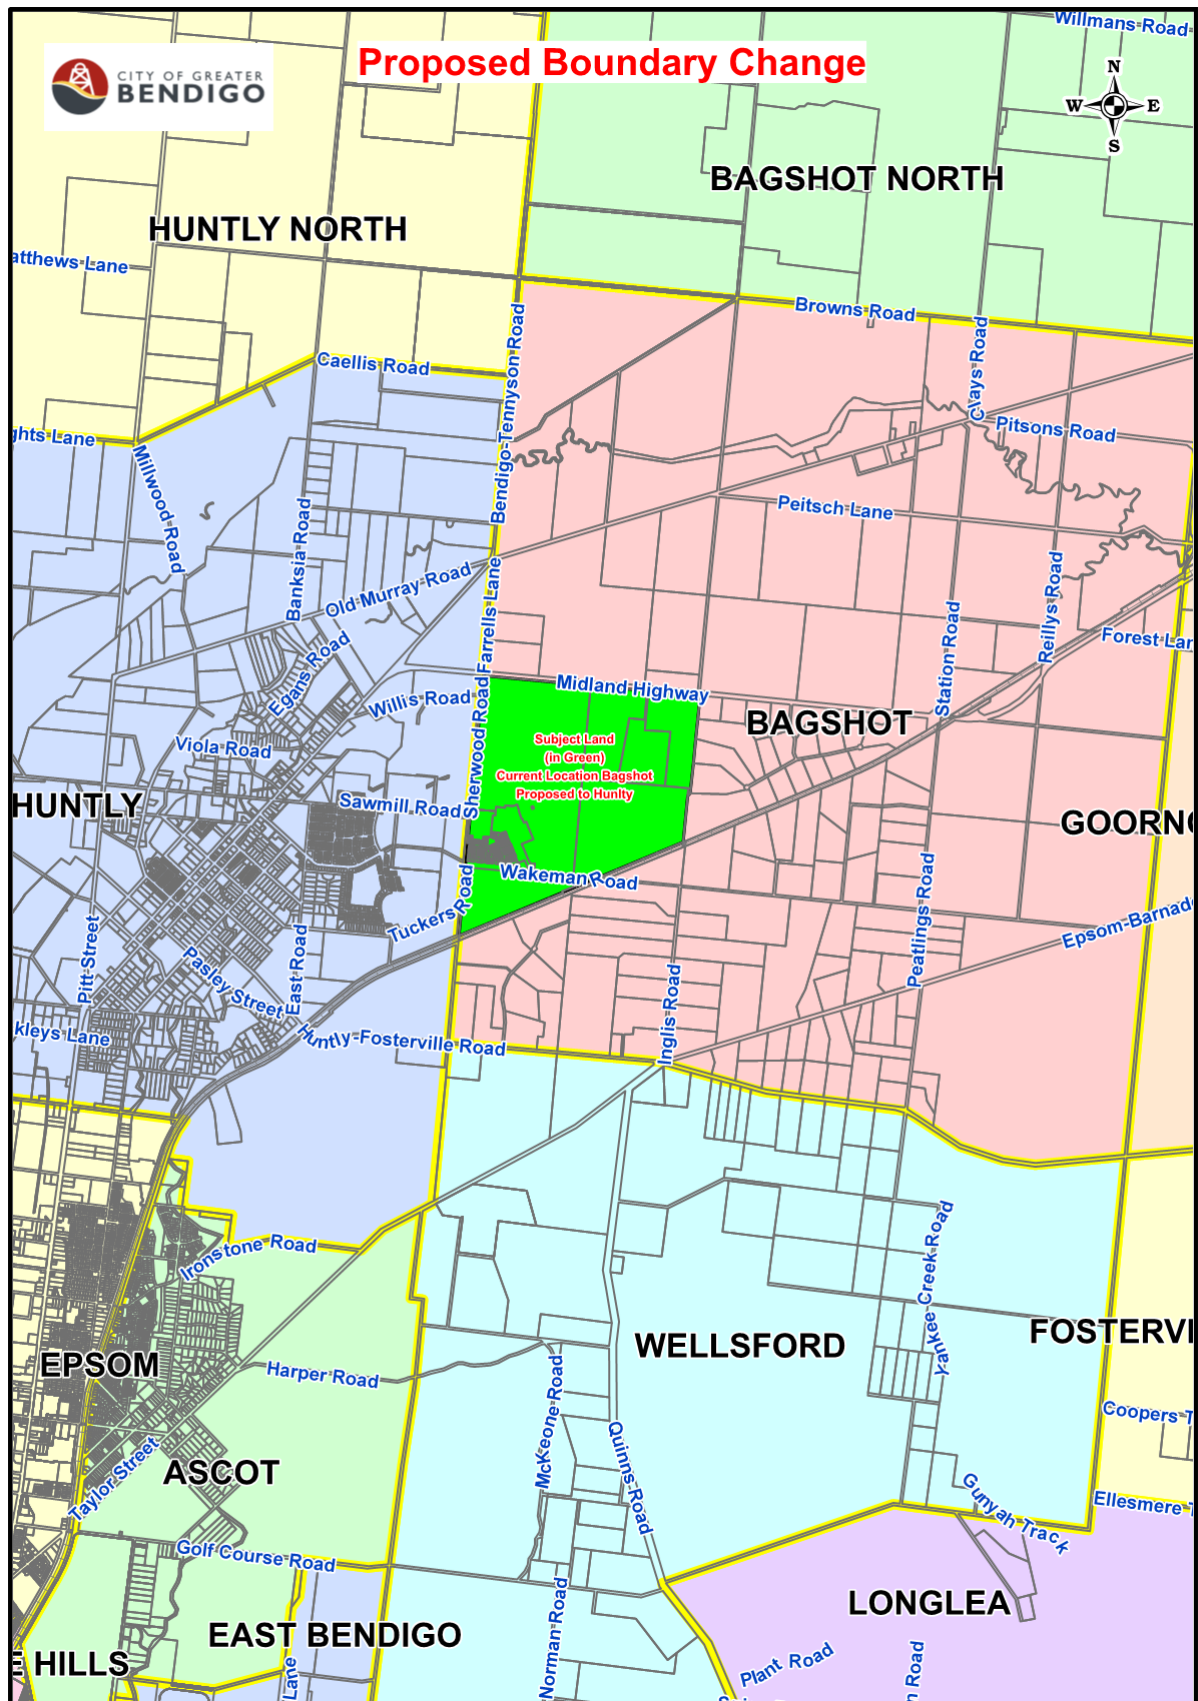 Willmans Road
Proposed Boundary Change
CITY OF GREATER
BENDIGO
N
W E
S
BAGSHOT NORTH
HUNTLY NORTH
atthews Lane
Browns Road
Bendigo-Tennyson Road
Caellis Road
Clays Road
Pitsons Road
ghts Lane
Millwood Road
Peitsch Lane
Banksia Road
Old Murray Road
Farrells Lane
Reillys Road
Station Road
Forest Lan
Egans Road
Willis Road
Midland Highway
Sherwood Road
BAGSHOT
Viola Road
Subject Land
(in Green)
Current Location Bagshot
Proposed to Hunlty
HUNTLY
Sawmill Road
GOORNO
Wakeman Road
Tuckers Road
Peatlings Road
Epsom-Barnade
Pitt Street
Pasley Street
East Road
Inglis Road
kleys Lane
Huntly-Fosterville Road
Yankee Creek Road
Ironstone Road
WELLSFORD
FOSTERVI
EPSOM
Harper Road
McKeone Road
Coopers T
Quinns-Road
ASCOT
Taylor Street
Gunyah Track
Ellesmere T
Golf Course Road
Norman Road
LONGLEA
EAST BENDIGO
E HILLS
Lane
Plant Road
n Road